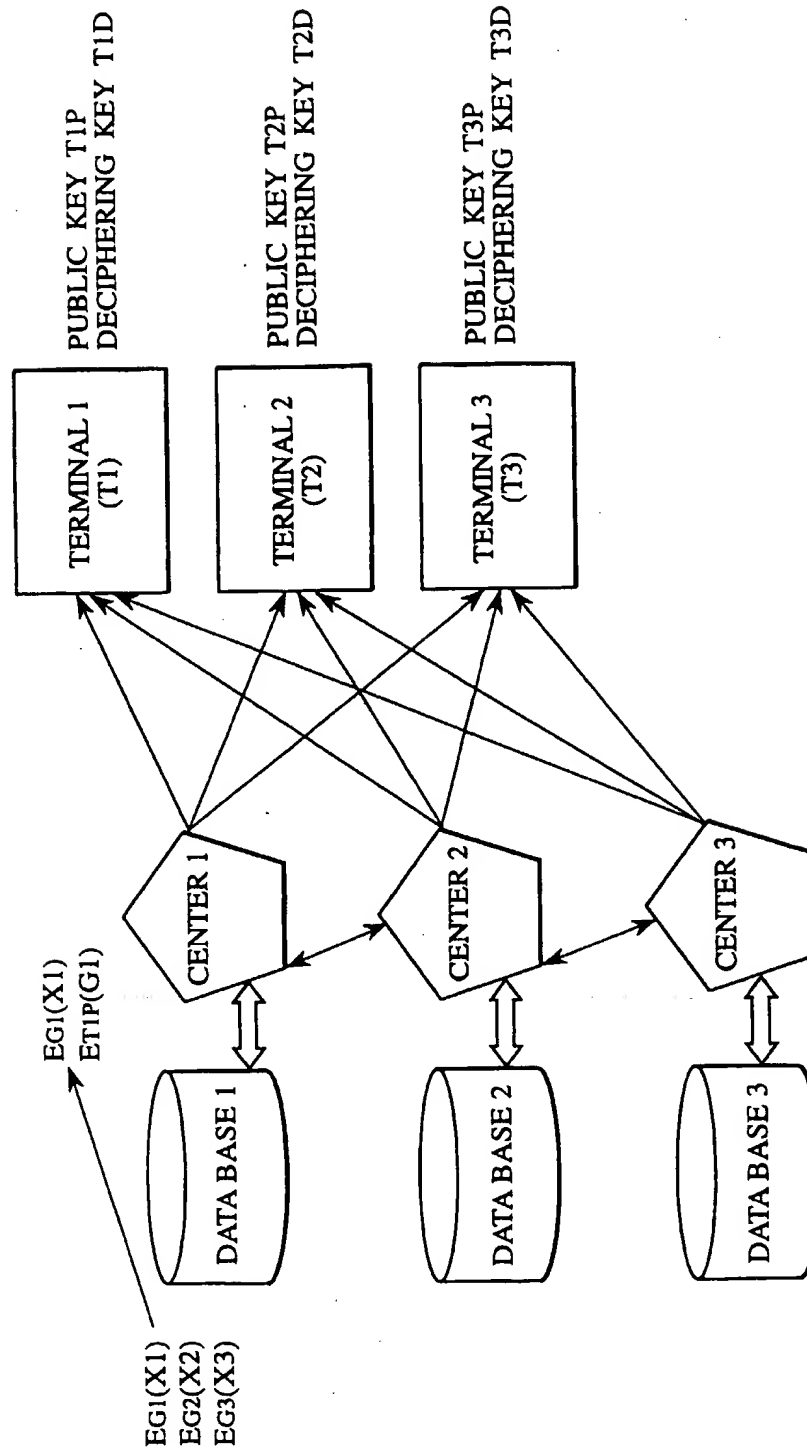 EG1(X1)
EG2(X2)
EG3(X3)
EG1(X1)
ET1P(G1)
DATA BASE 1
CENTER 1
TERMINAL 1
(T1)
PUBLIC KEY T1P
DECIPHERING KEY T1D
DATA BASE 2
CENTER 2
TERMINAL 2
(T2)
PUBLIC KEY T2P
DECIPHERING KEY T2D
DATA BASE 3
CENTER 3
TERMINAL 3
(T3)
PUBLIC KEY T3P
DECIPHERING KEY T3D